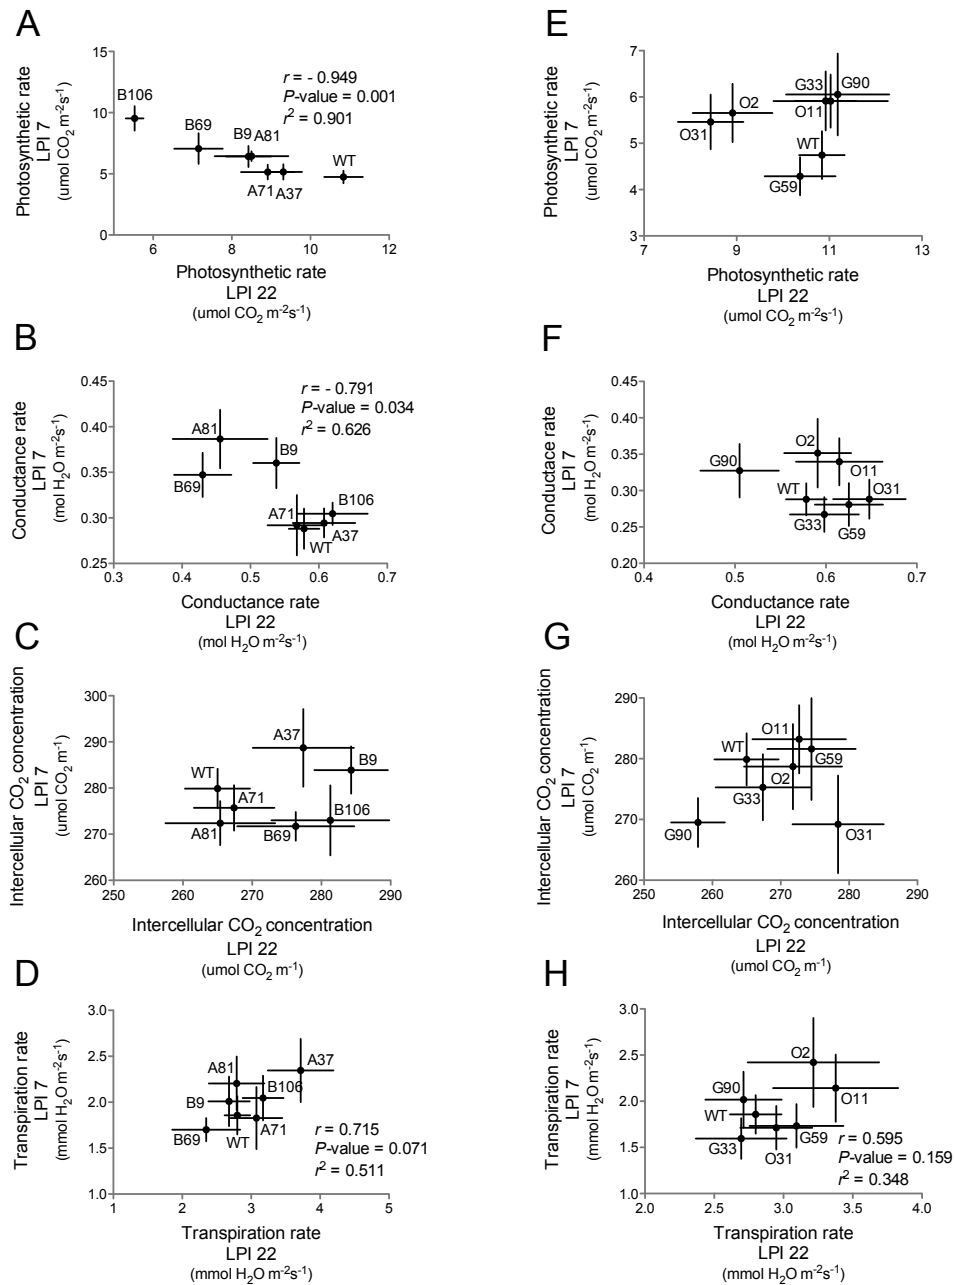 A
Photosynthetic rate
LPI 7
(umol CO2 m-2s-1)
15
10
5
0
B106
B69
B9
A81
A71
A37
WT
r = - 0.949
P-value = 0.001
r2 = 0.901
6
8
10
12
Photosynthetic rate
LPI 22
(umol CO2 m-2s-1)
E
Photosynthetic rate
LPI 7
(umol CO2 m-2s-1)
7
6
5
4
3
G33
G90
O2
O11
O31
WT
G59
7
9
11
13
Photosynthetic rate
LPI 22
(umol CO2 m-2s-1)
B
Conductance rate
LPI 7
(mol H2O m-2s-1)
0.45
0.40
0.35
0.30
0.25
A81
B9
B69
A71
B106
A37
WT
r = - 0.791
P-value = 0.034
r2 = 0.626
0.3
0.4
0.5
0.6
0.7
Conductance rate
LPI 22
(mol H2O m-2s-1)
F
Conductace rate
LPI 7
(mol H2O m-2s-1)
0.45
0.40
0.35
0.30
0.25
0.20
O2
G90
O11
WT
O31
G33
G59
0.4
0.5
0.6
0.7
Conductance rate
LPI 22
(mol H2O m-2s-1)
C
Intercellular CO2 concentration
LPI 7
(umol CO2 m-1)
300
290
280
270
260
A37
B9
WT
A71
B106
A81
B69
250
260
270
280
290
Intercellular CO2 concentration
LPI 22
(umol CO2 m-1)
G
Intercellular CO2 concentration
LPI 7
(umol CO2 m-1)
290
280
270
260
O11
WT
G59
O2
G33
G90
O31
250
260
270
280
290
Intercellular CO2 concentration
LPI 22
(umol CO2 m-1)
D
Transpiration rate
LPI 7
(mmol H2O m-2s-1)
3.0
2.5
2.0
1.5
1.0
A81
A37
B106
B9
B69
WT
A71
r = 0.715
P-value = 0.071
r2 = 0.511
1
2
3
4
5
Transpiration rate
LPI 22
(mmol H2O m-2s-1)
H
Transpiration rate
LPI 7
(mmol H2O m-2s-1)
3.0
2.5
2.0
1.5
1.0
O2
G90
O11
WT
G59
G33
O31
r = 0.595
P-value = 0.159
r2 = 0.348
2.0
2.5
3.0
3.5
4.0
Transpiration rate
LPI 22
(mmol H2O m-2s-1)